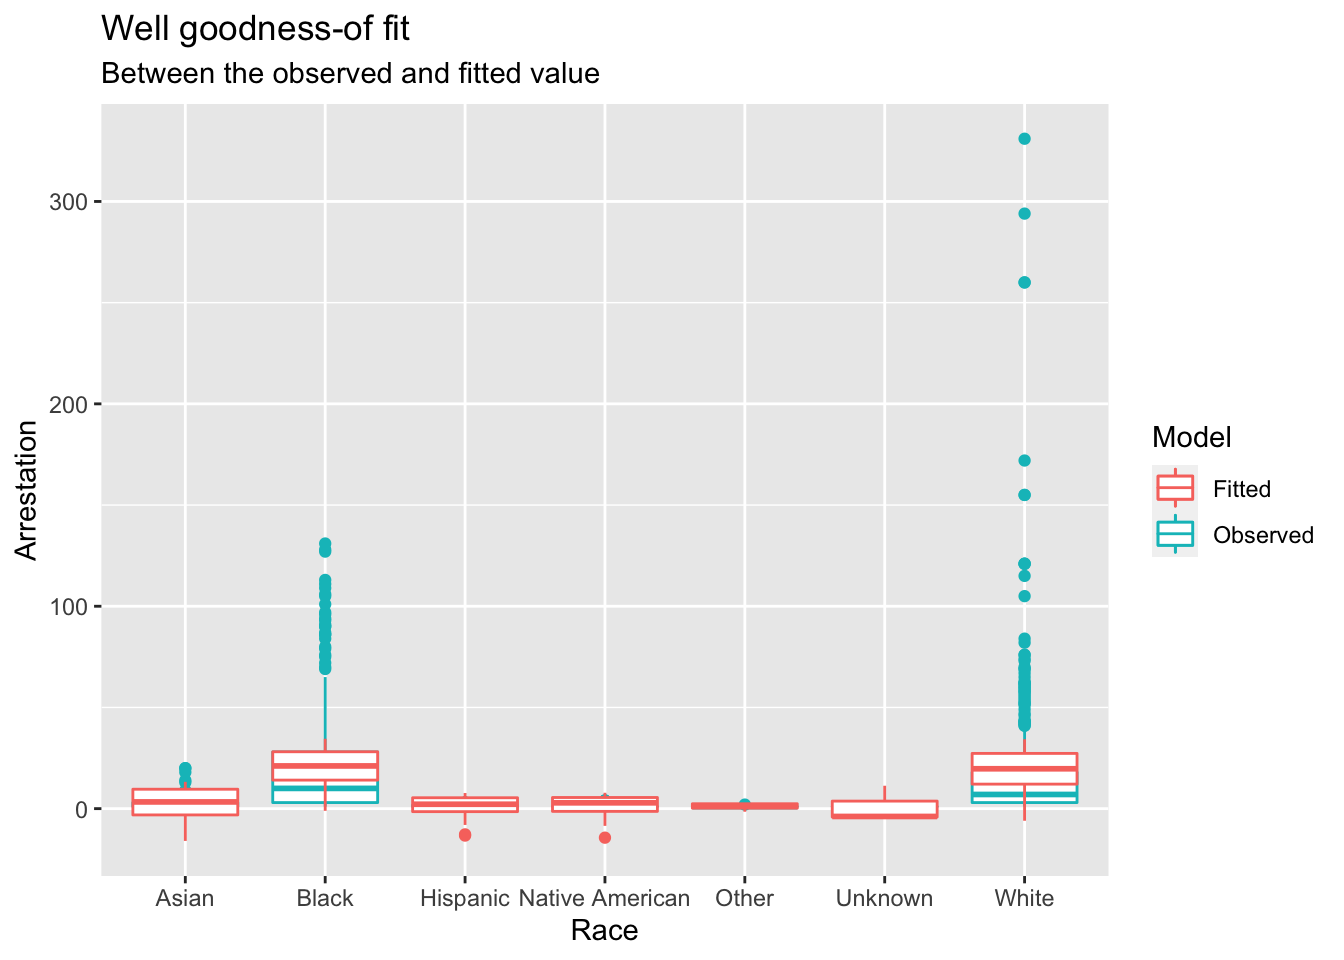 Well goodness-of fit
Between the observed and fitted value
Arrestation
300
200
100
0
Asian
Black
Hispanic
Native American
Other
Unknown
White
Race
Model
Fitted
Observed